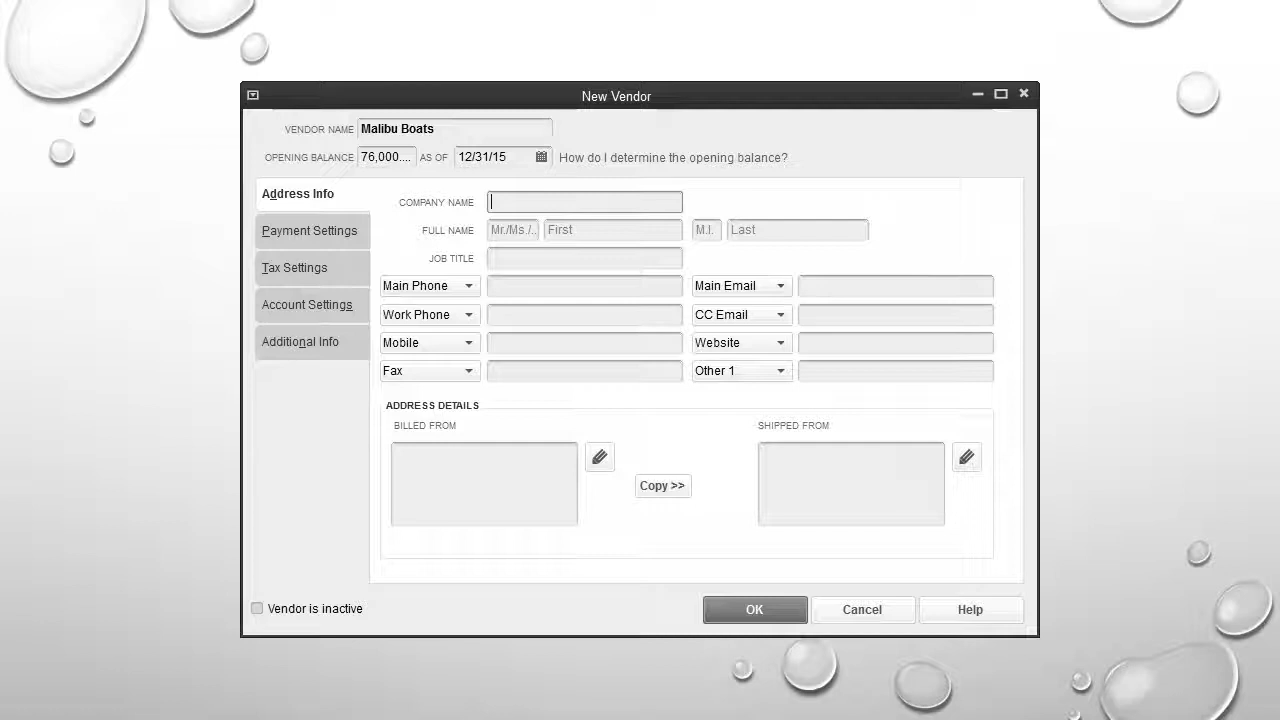 New Vendor
VENDOR NAME Malibu Boats
OPENING BALANCE 76,000.... AS OF 12/31/15 How do I determine the opening balance?
Address Info
Payment Settings
Tax Settings
Account Settings
Additional Info
COMPANY NAME
FULL NAME Mr./Ms./.. First M.I. Last
JOB TITLE
Main Phone Main Email
Work Phone CC Email
Mobile Website
Fax Other 1
ADDRESS DETAILS
BILLED FROM SHIPPED FROM
Copy >>
Vendor is inactive OK Cancel Help